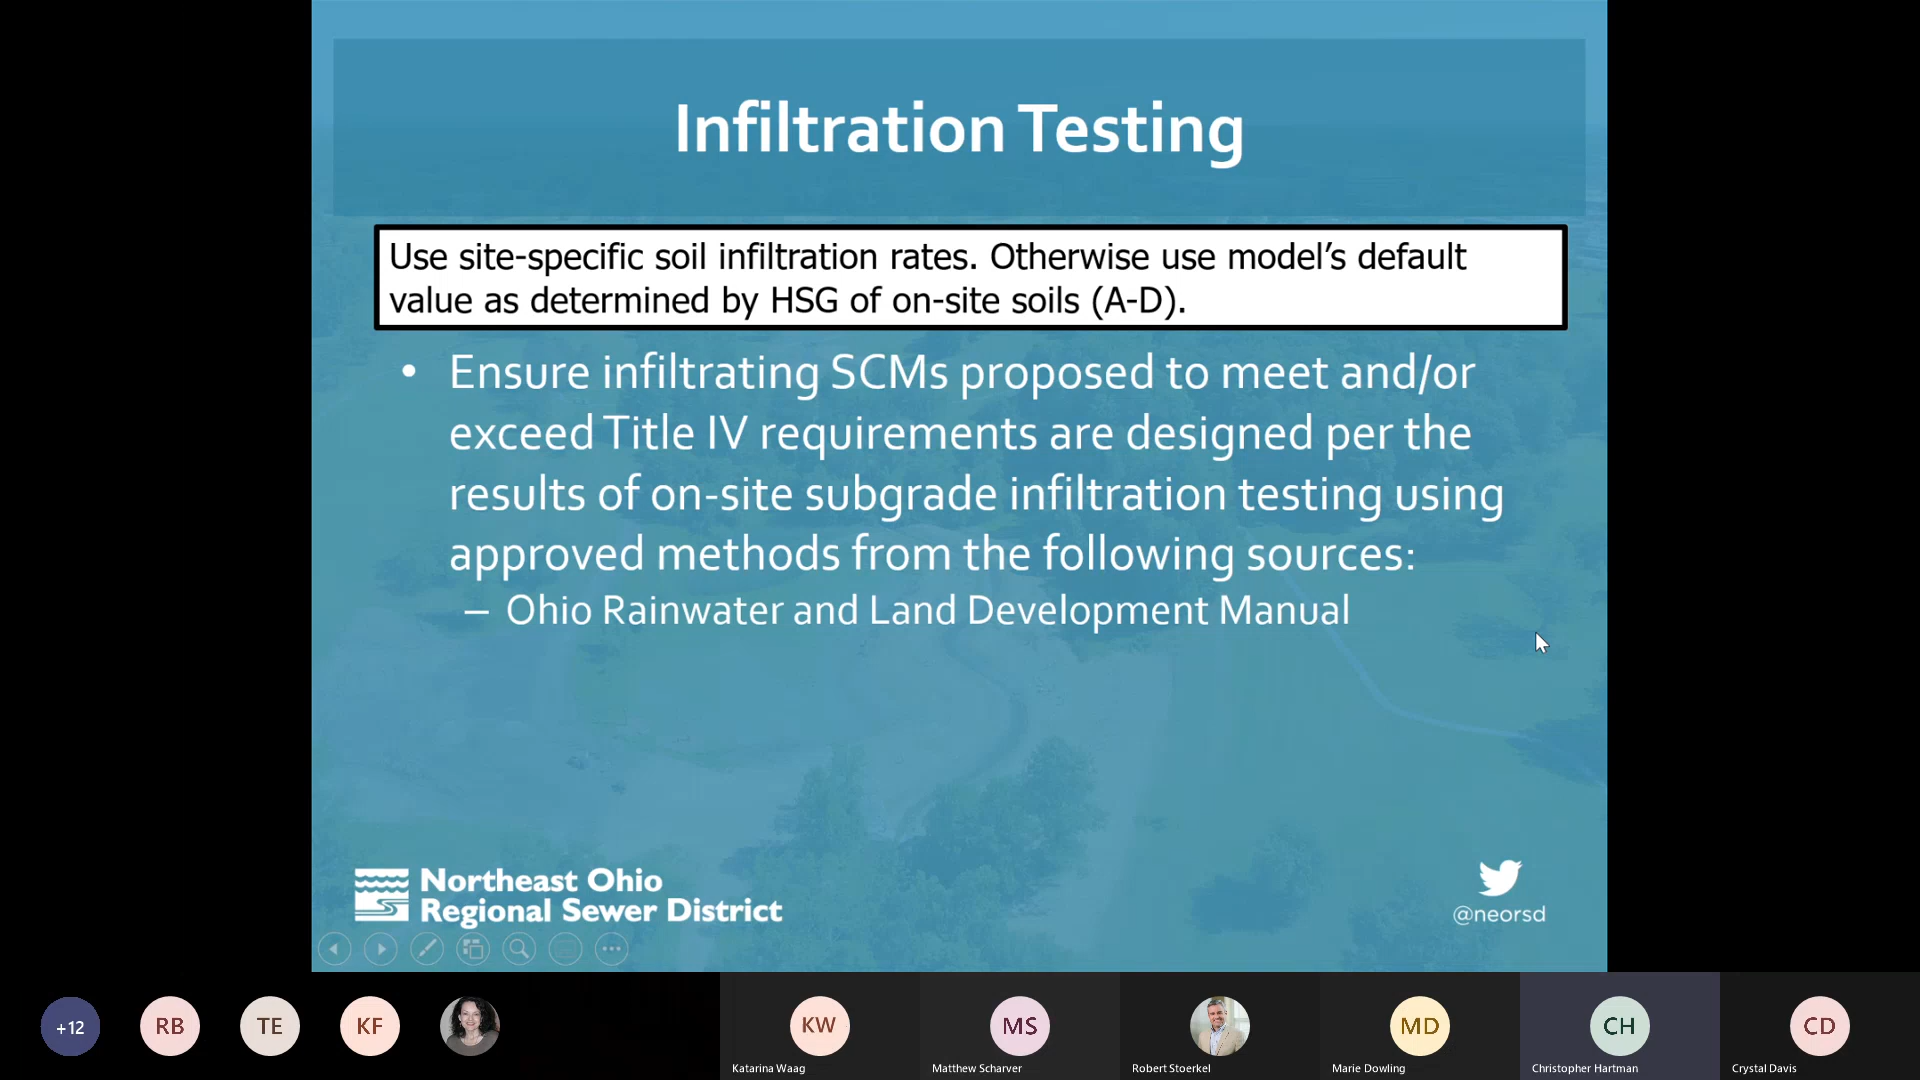 Infiltration Testing
Use site-specific soil infiltration rates. Otherwise use model’s default
value as determined by HSG of on-site soils (A-D).
• Ensure infiltrating SCMs proposed to meet and/or
exceed Title IV requirements are designed per the
results of on-site subgrade infiltration testing using
approved methods from the following sources:
– Ohio Rainwater and Land Development Manual
Northeast Ohio
Regional Sewer District
@neorsd
+12
RB
TE
KF
KW
MS
MD
CH
CD
Katarina Waag
Matthew Scharver
Robert Stoerkel
Marie Dowling
Christopher Hartman
Crystal Davis